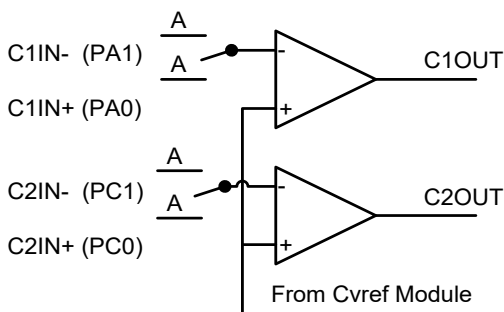 A
C1IN- (PA1)
-
C1OUT
A
C1IN+ (PA0)
+
A
C2IN- (PC1)
-
C2OUT
A
C2IN+ (PC0)
+
From Cvref Module